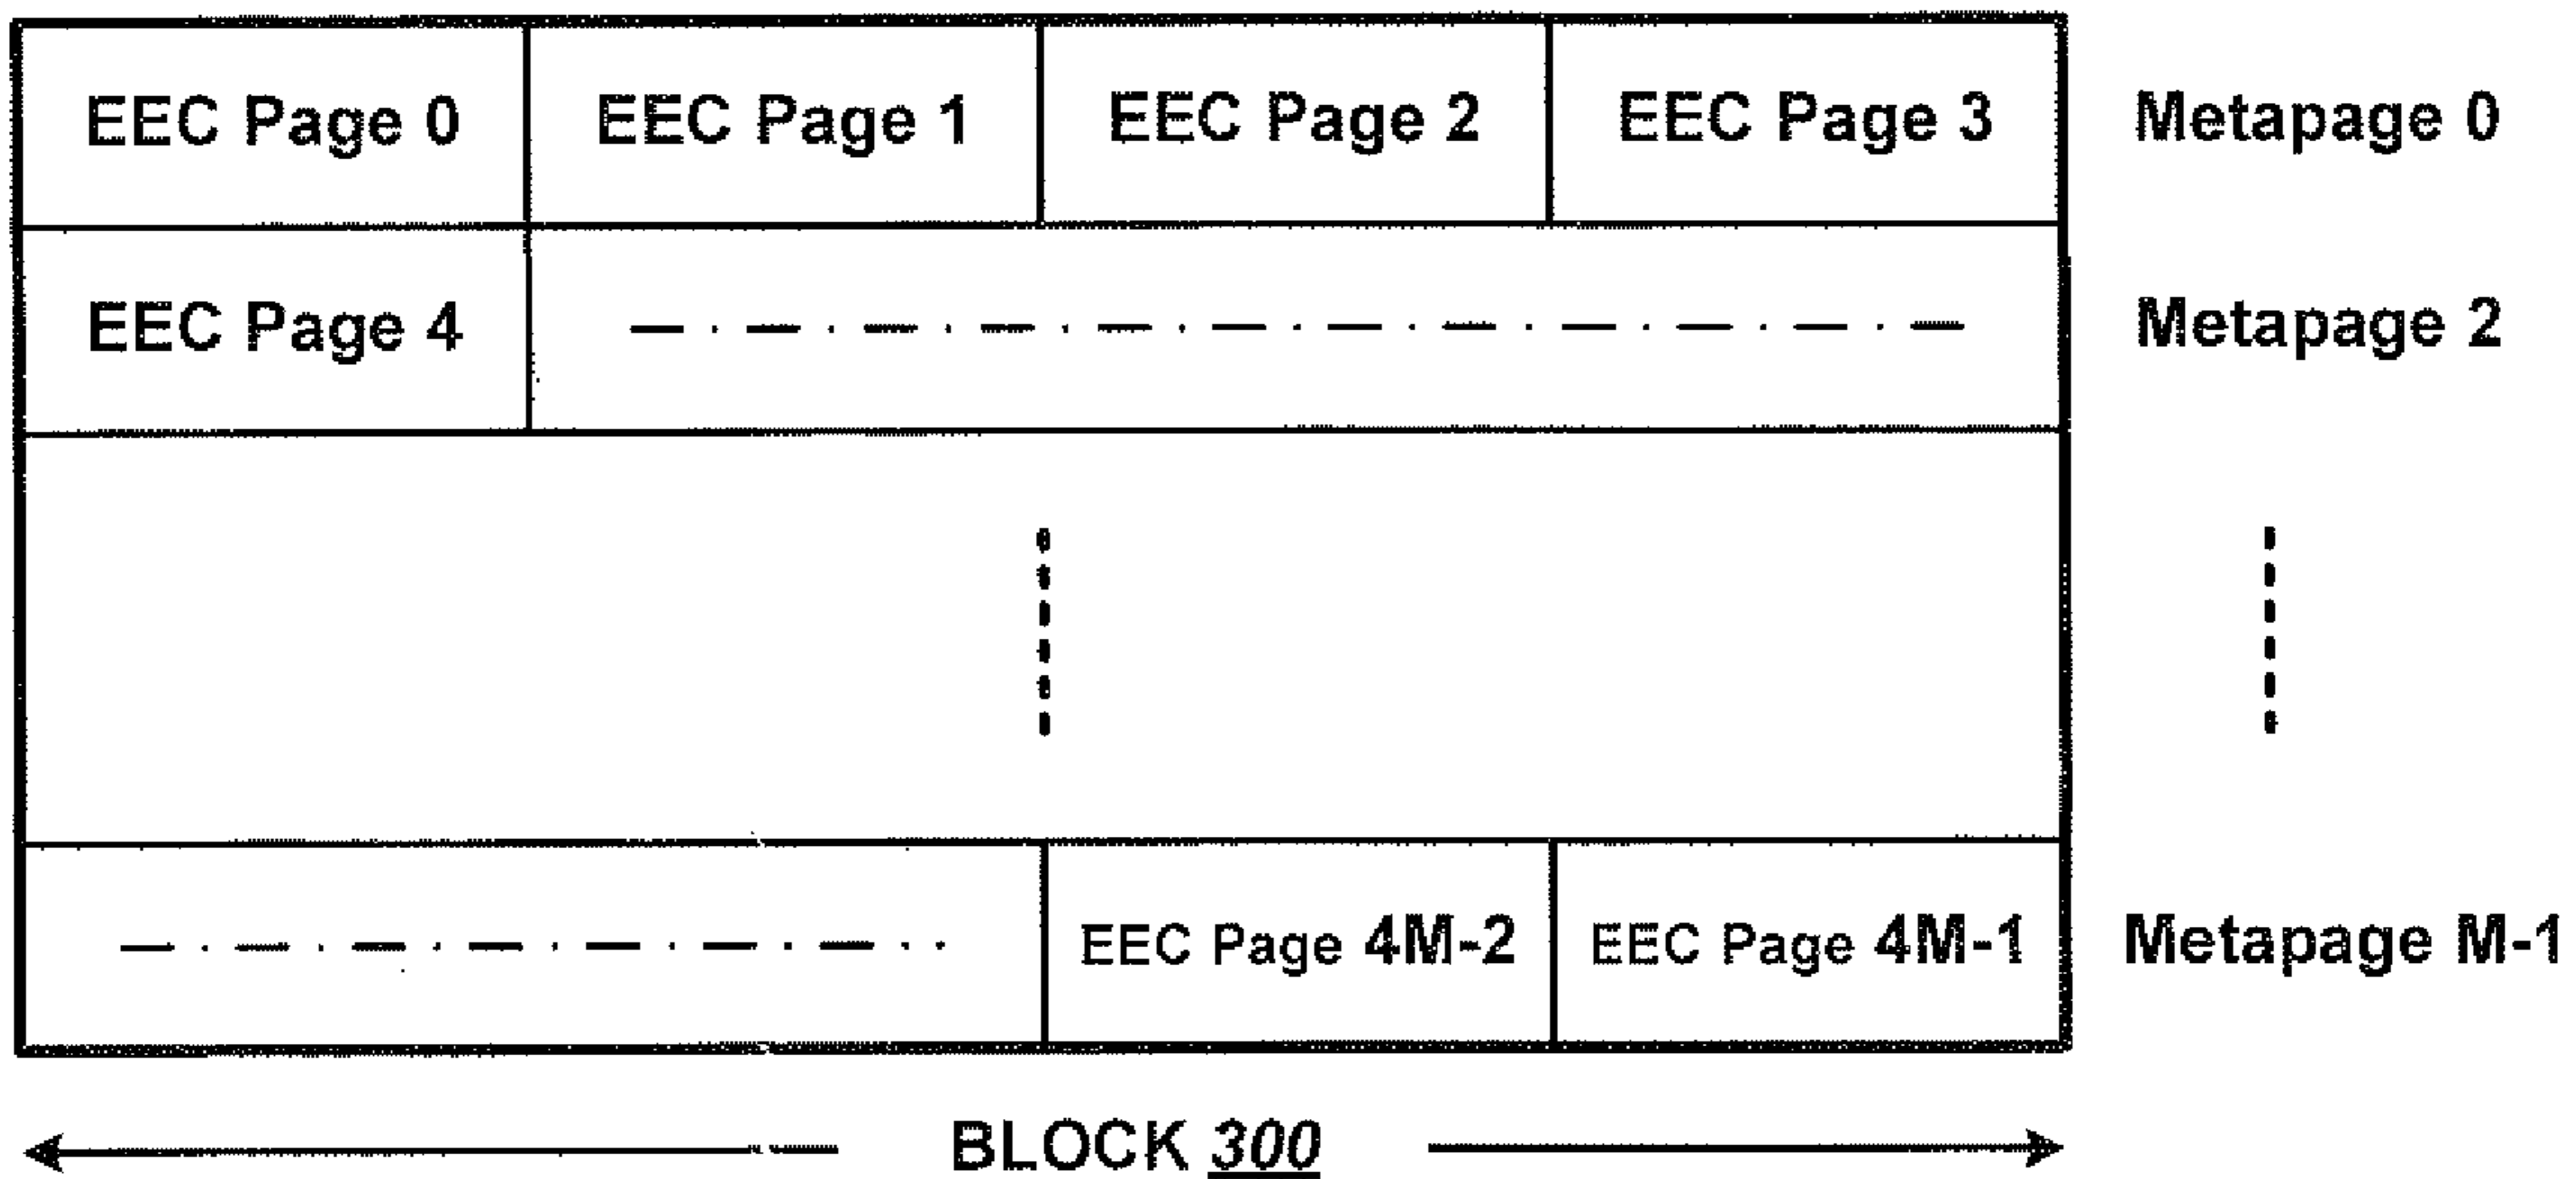 EEC Page 0 EEC Page 1 EEC Page 2 EEC Page 3 Metapage 0
EEC Page 4 Metapage 2
EEC Page 4M-2 EEC Page 4M-1 Metapage M-1
BLOCK 300